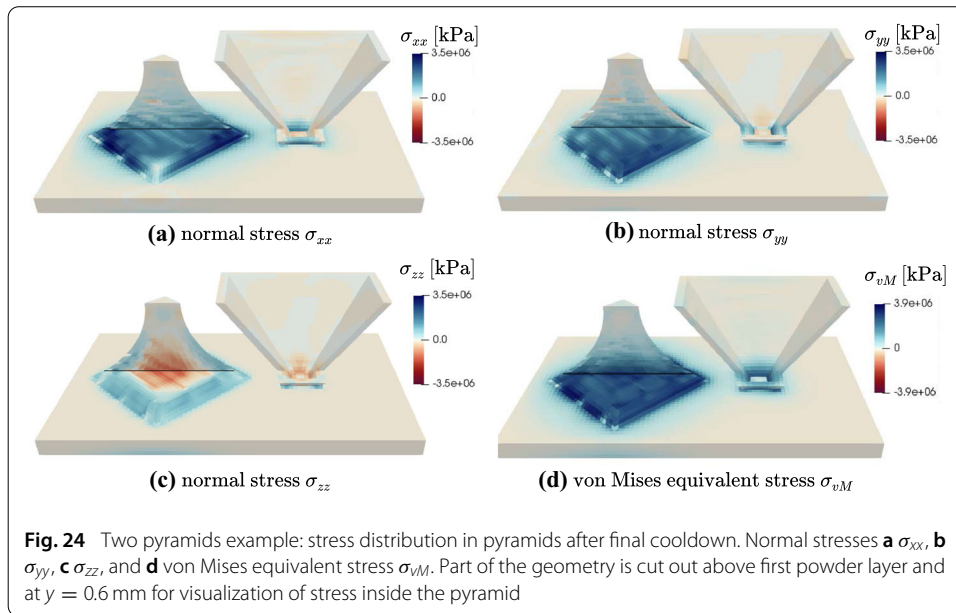 σxx [kPa]
3.5e+06
0.0
-3.5e+06
(a) normal stress σxx
σyy [kPa]
3.5e+06
0.0
-3.5e+06
(b) normal stress σyy
σzz [kPa]
3.5e+06
0.0
-3.5e+06
(c) normal stress σzz
σvM [kPa]
3.9e+06
0
-3.9e+06
(d) von Mises equivalent stress σvM
Fig. 24 Two pyramids example: stress distribution in pyramids after final cooldown. Normal stresses a σxx, b
σyy, c σzz, and d von Mises equivalent stress σvM. Part of the geometry is cut out above first powder layer and
at y = 0.6 mm for visualization of stress inside the pyramid